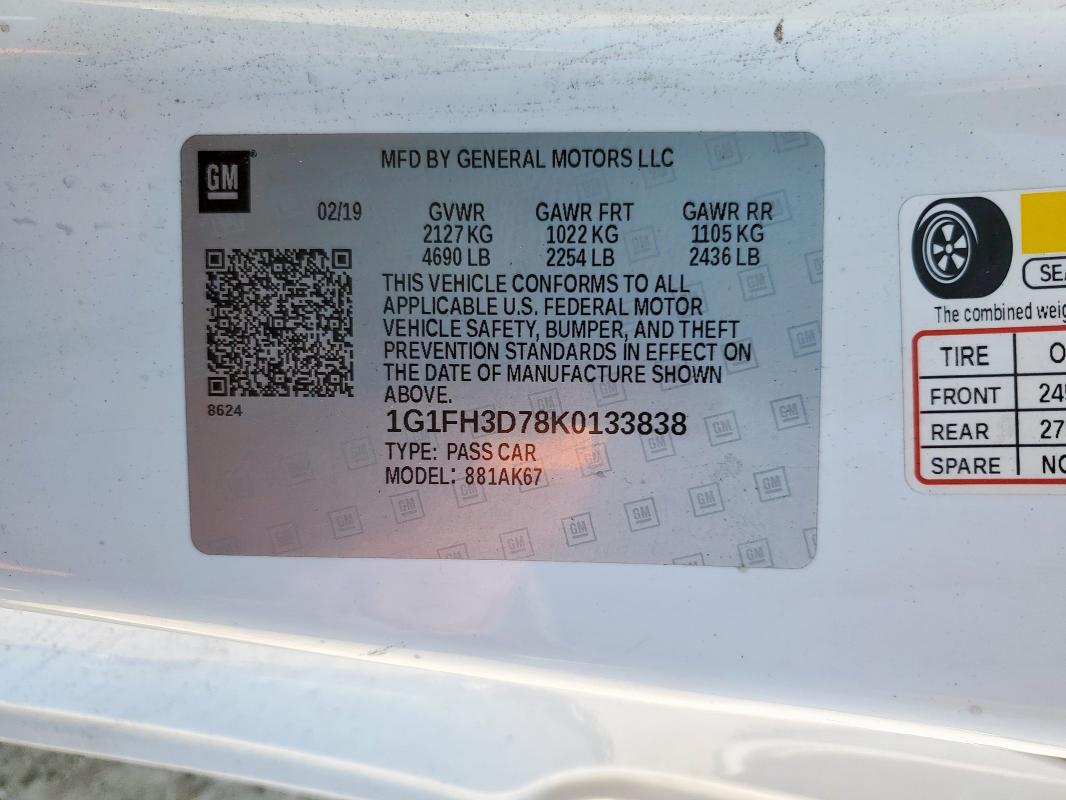 GM
MFD BY GENERAL MOTORS LLC
02/19
GVWR GAWR FRT GAWR RR
2127 KG 1022 KG 1105 KG
4690 LB 2254 LB 2436 LB
THIS VEHICLE CONFORMS TO ALL
APPLICABLE U.S. FEDERAL MOTOR
VEHICLE SAFETY, BUMPER, AND THEFT
PREVENTION STANDARDS IN EFFECT ON
THE DATE OF MANUFACTURE SHOWN
ABOVE.
8624
1G1FH3D78K0133838
TYPE: PASS CAR
MODEL: 881AK67
The combined
TIRE
FRONT
REAR
SPARE